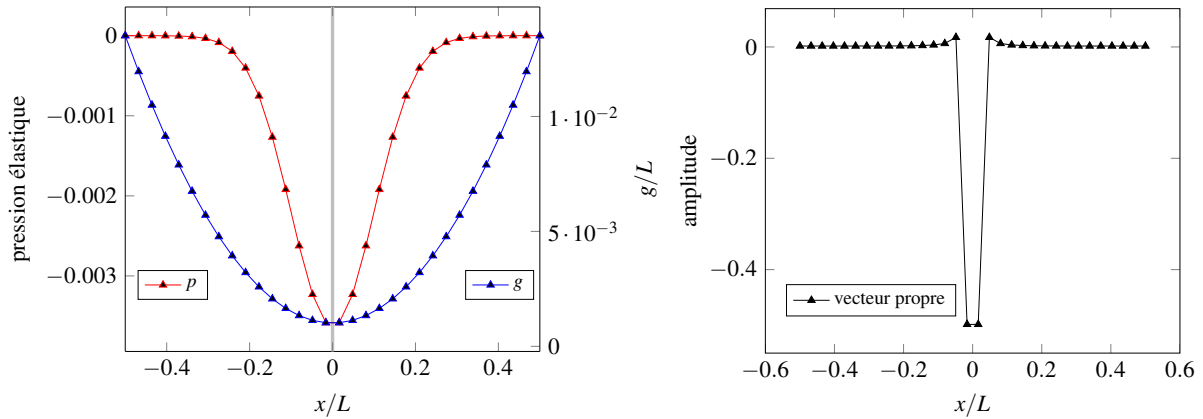 0
−0.001
−0.002
−0.003
pression élastique
p
g
1 · 10⁻²
5 · 10⁻³
0
g/L
−0.4
−0.2
0
0.2
0.4
x/L
0
−0.2
−0.4
amplitude
vecteur propre
−0.6
−0.4
−0.2
0
0.2
0.4
0.6
x/L